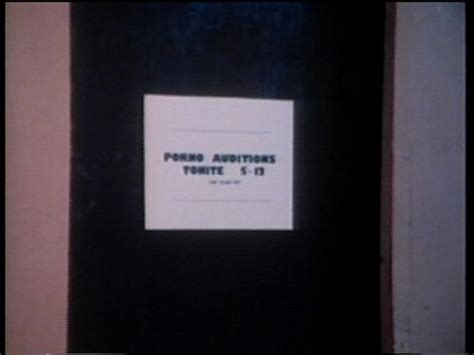 PORNO AUDITIONS
TONITE 5-12